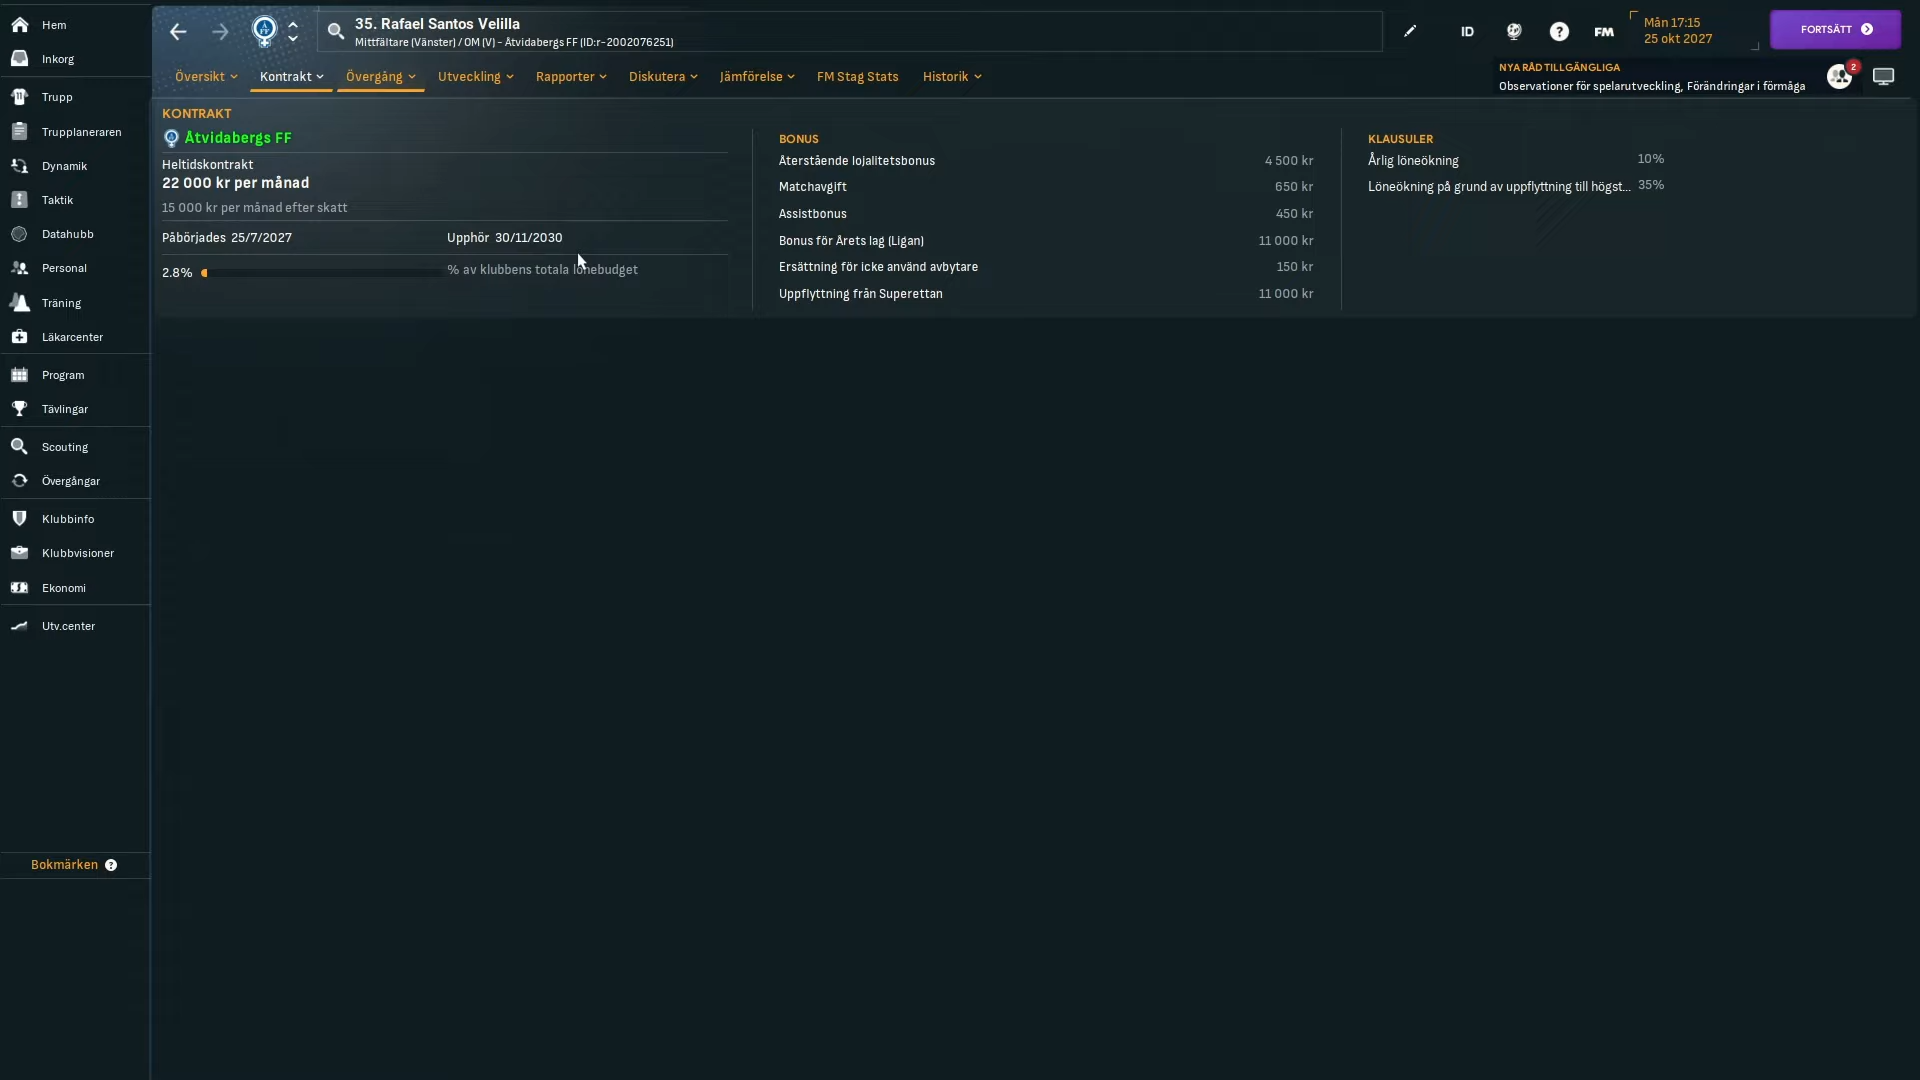 Hem
Inkorg
Trupp
Trupplaneraren
Dynamik
Taktik
Datahubb
Personal
Träning
Läkarcenter
Program
Tävlingar
Scouting
Övergångar
Klubbinfo
Klubbvisioner
Ekonomi
Utv.center
Bokmärken ?
35. Rafael Santos Velilla
Mittfältare (Vänster) / OM (V) - Åtvidabergs FF (ID:r-2002076251)
ID
?
FM
Mån 17:15
25 okt 2027
FORTSÄTT
Översikt
Kontrakt
Övergång
Utveckling
Rapporter
Diskutera
Jämförelse
FM Stag Stats
Historik
NYA RÅD TILLGÄNGLIGA
Observationer för spelarutveckling, Förändringar i förmåga
2
KONTRAKT
Åtvidabergs FF
Heltidskontrakt
22 000 kr per månad
15 000 kr per månad efter skatt
Påbörjades 25/7/2027
Upphör 30/11/2030
2.8%
% av klubbens totala lönebudget
BONUS
Återstående lojalitetsbonus 4 500 kr
Matchavgift 650 kr
Assistbonus 450 kr
Bonus för Årets lag (Ligan) 11 000 kr
Ersättning för icke använd avbytare 150 kr
Uppflyttning från Superettan 11 000 kr
KLAUSULER
Årlig löneökning 10%
Löneökning på grund av uppflyttning till högst... 35%